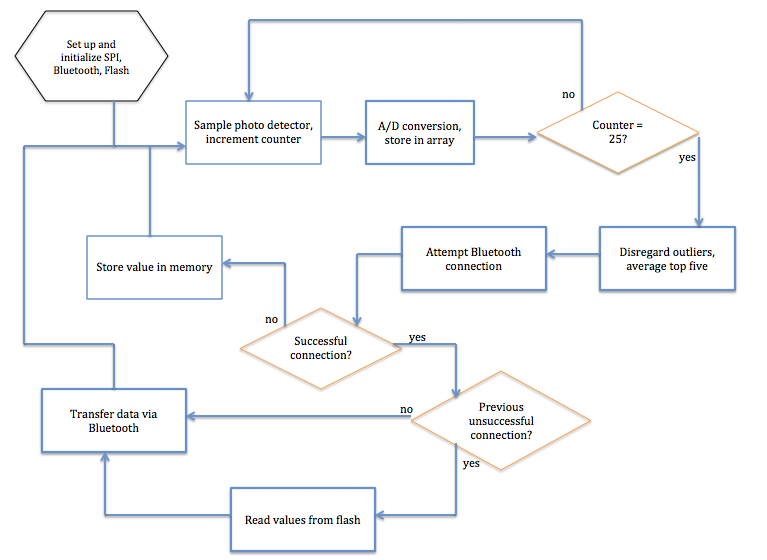 Set up and
initialize SPI,
Bluetooth, Flash
Sample photo detector,
increment counter
A/D conversion,
store in array
no
Counter =
25?
yes
Disregard outliers,
average top five
Attempt Bluetooth
connection
Store value in memory
no
Successful
connection?
yes
Previous
unsuccessful
connection?
no
Transfer data via
Bluetooth
yes
Read values from flash